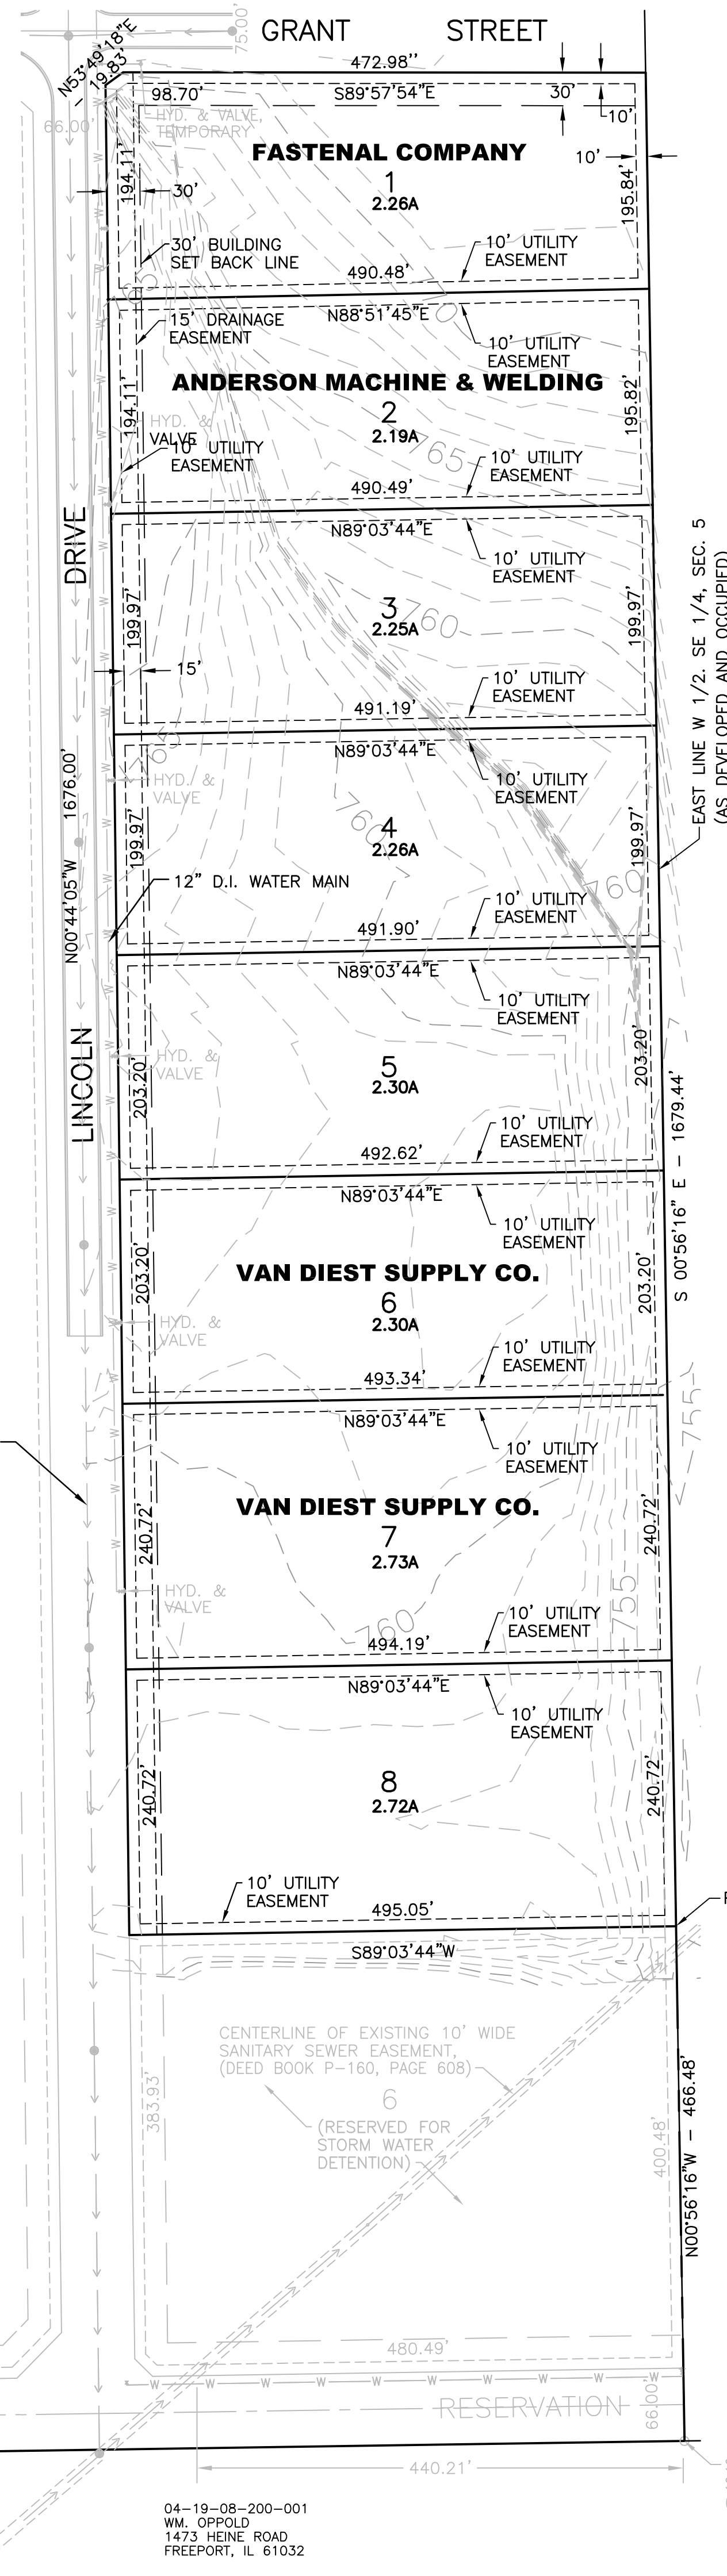 GRANT STREET
75.00'
N53°49'18"E
19.83'
472.98''
98.70'
S89°57'54"E
30'
10'
66.00'
HYD. & VALVE,
TEMPORARY
FASTENAL COMPANY
10'
1
2.26A
194.11'
30'
195.84'
30' BUILDING
SET BACK LINE
10' UTILITY
EASEMENT
490.48'
N88°51'45"E
15' DRAINAGE
EASEMENT
10' UTILITY
EASEMENT
ANDERSON MACHINE & WELDING
2
2.19A
194.11'
195.82'
HYD. &
VALVE
10' UTILITY
EASEMENT
765
10' UTILITY
EASEMENT
490.49'
N89°03'44"E
10' UTILITY
EASEMENT
DRIVE
3
2.25A
760
199.97'
199.97'
15'
10' UTILITY
EASEMENT
491.19'
N89°03'44"E
765
10' UTILITY
EASEMENT
HYD. &
VALVE
EAST LINE W 1/2. SE 1/4, SEC. 5
(AS DEVELOPED AND OCCUPIED)
N00°44'05"W 1676.00'
760
4
2.26A
199.97'
199.97'
760
12" D.I. WATER MAIN
10' UTILITY
EASEMENT
491.90'
N89°03'44"E
10' UTILITY
EASEMENT
LINCOLN
HYD. &
VALVE
5
2.30A
203.20'
203.20'
S 00°56'16" E – 1679.44'
10' UTILITY
EASEMENT
492.62'
N89°03'44"E
10' UTILITY
EASEMENT
VAN DIEST SUPPLY CO.
6
2.30A
203.20'
203.20'
HYD. &
VALVE
10' UTILITY
EASEMENT
493.34'
N89°03'44"E
755
10' UTILITY
EASEMENT
VAN DIEST SUPPLY CO.
7
2.73A
240.72'
240.72'
HYD. &
VALVE
755
760
10' UTILITY
EASEMENT
494.19'
N89°03'44"E
10' UTILITY
EASEMENT
8
2.72A
240.72'
240.72'
10' UTILITY
EASEMENT
495.05'
S89°03'44"W
CENTERLINE OF EXISTING 10' WIDE
SANITARY SEWER EASEMENT,
(DEED BOOK P-160, PAGE 608)
6
(RESERVED FOR
STORM WATER
DETENTION)
383.93'
400.48'
N00°56'16"W – 466.48'
480.49'
W W W W W W W W W W
RESERVATION
66.00'
440.21'
04-19-08-200-001
WM. OPPOLD
1473 HEINE ROAD
FREEPORT, IL 61032